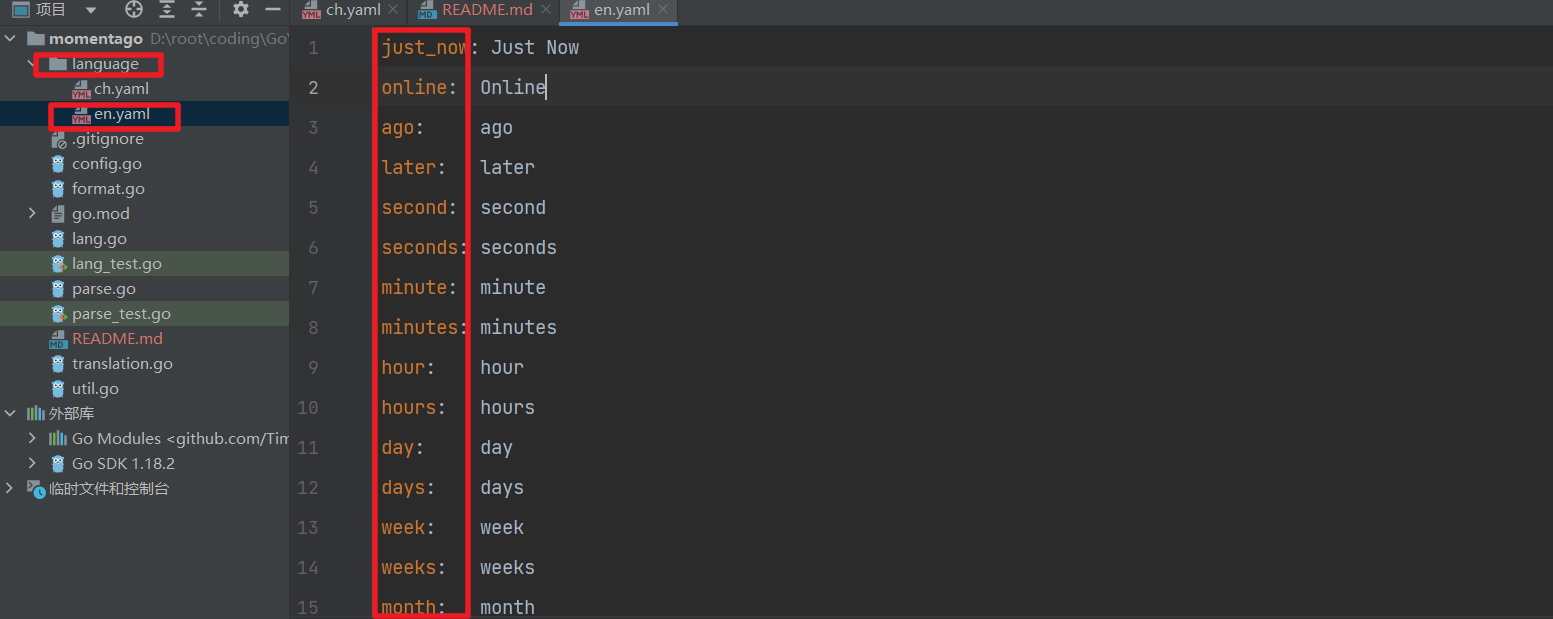 项目
ch.yaml
README.md
en.yaml
momentago D:\root\coding\Go\
language
ch.yaml
en.yaml
.gitignore
config.go
format.go
go.mod
lang.go
lang_test.go
parse.go
parse_test.go
README.md
translation.go
util.go
外部库
Go Modules <github.com/Tim
Go SDK 1.18.2
临时文件和控制台
1 just_now: Just Now
2 online: Online
3 ago: ago
4 later: later
5 second: second
6 seconds: seconds
7 minute: minute
8 minutes: minutes
9 hour: hour
10 hours: hours
11 day: day
12 days: days
13 week: week
14 weeks: weeks
15 month: month